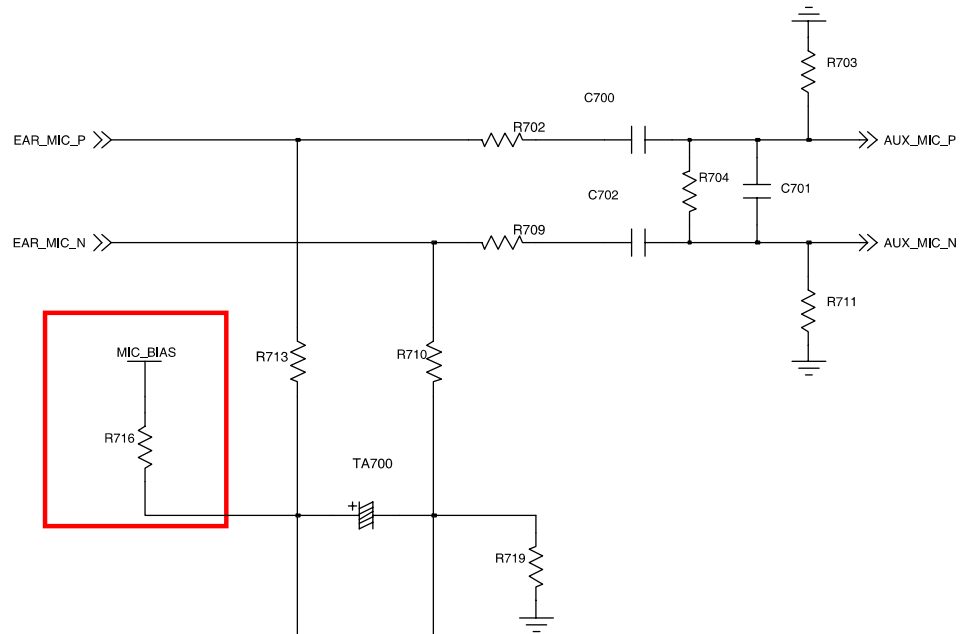 R703
C700
EAR_MIC_P
R702
AUX_MIC_P
R704
C701
C702
EAR_MIC_N
R709
AUX_MIC_N
R711
MIC_BIAS
R713
R710
R716
TA700
+
R719